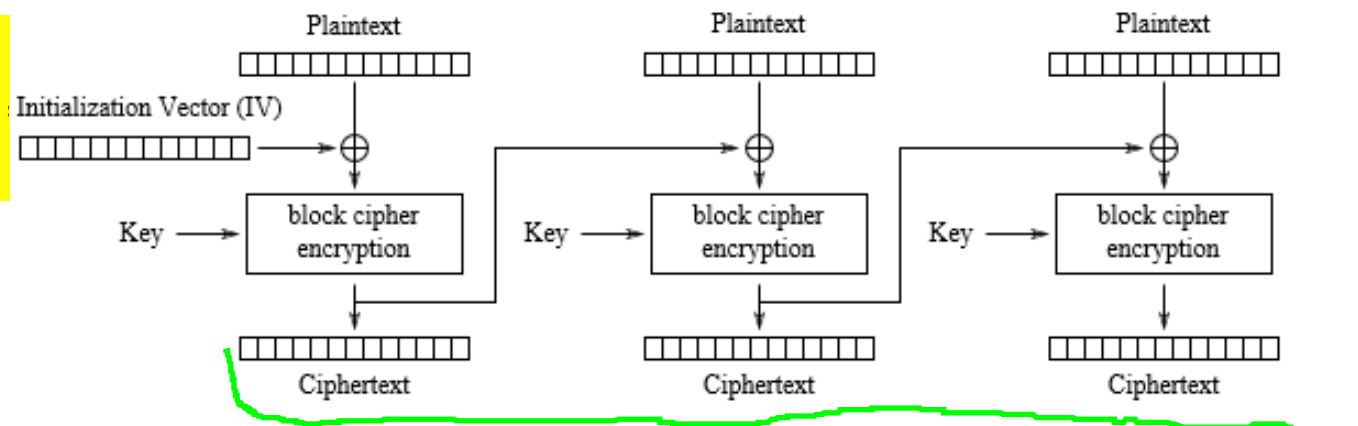 Plaintext
Plaintext
Plaintext
: Initialization Vector (IV)
Key
block cipher
encryption
Key
block cipher
encryption
Key
block cipher
encryption
Ciphertext
Ciphertext
Ciphertext